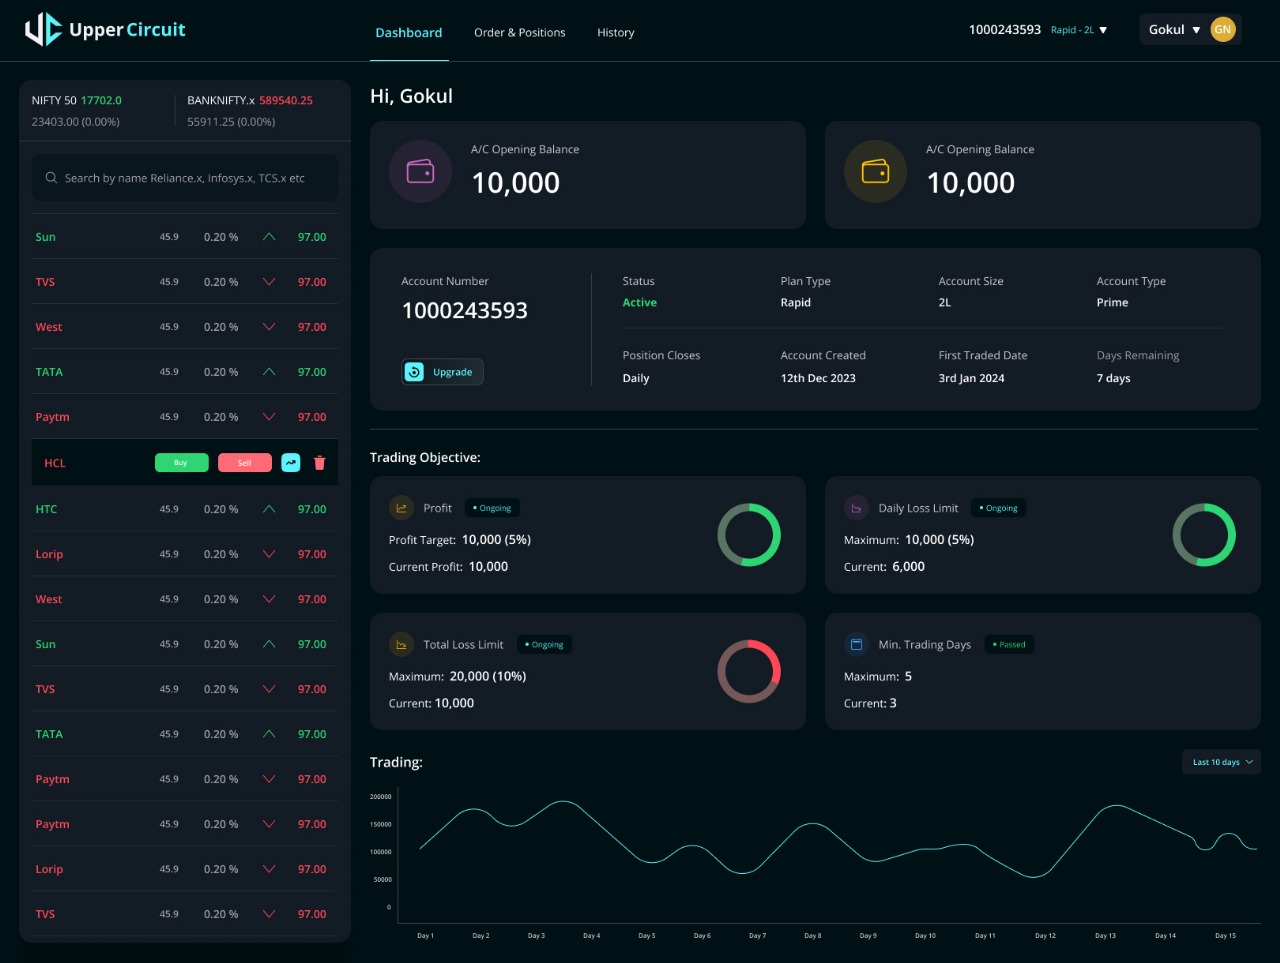 Upper Circuit
Dashboard
Order & Positions
History
1000243593 Rapid - 2L
Gokul GN
NIFTY 50 17702.0
23403.00 (0.00%)
BANKNIFTY.x 589540.25
55911.25 (0.00%)
Search by name Reliance.x, Infosys.x, TCS.x etc
Sun 45.9 0.20 % 97.00
TVS 45.9 0.20 % 97.00
West 45.9 0.20 % 97.00
TATA 45.9 0.20 % 97.00
Paytm 45.9 0.20 % 97.00
HCL Buy Sell
HTC 45.9 0.20 % 97.00
Lorip 45.9 0.20 % 97.00
West 45.9 0.20 % 97.00
Sun 45.9 0.20 % 97.00
TVS 45.9 0.20 % 97.00
TATA 45.9 0.20 % 97.00
Paytm 45.9 0.20 % 97.00
Paytm 45.9 0.20 % 97.00
Lorip 45.9 0.20 % 97.00
TVS 45.9 0.20 % 97.00
Hi, Gokul
A/C Opening Balance
10,000
A/C Opening Balance
10,000
Account Number
1000243593
Upgrade
Status
Active
Plan Type
Rapid
Account Size
2L
Account Type
Prime
Position Closes
Daily
Account Created
12th Dec 2023
First Traded Date
3rd Jan 2024
Days Remaining
7 days
Trading Objective:
Profit • Ongoing
Profit Target: 10,000 (5%)
Current Profit: 10,000
Daily Loss Limit • Ongoing
Maximum: 10,000 (5%)
Current: 6,000
Total Loss Limit • Ongoing
Maximum: 20,000 (10%)
Current: 10,000
Min. Trading Days • Passed
Maximum: 5
Current: 3
Trading:
Last 10 days
200000
150000
100000
50000
0
Day 1 Day 2 Day 3 Day 4 Day 5 Day 6 Day 7 Day 8 Day 9 Day 10 Day 11 Day 12 Day 13 Day 14 Day 15